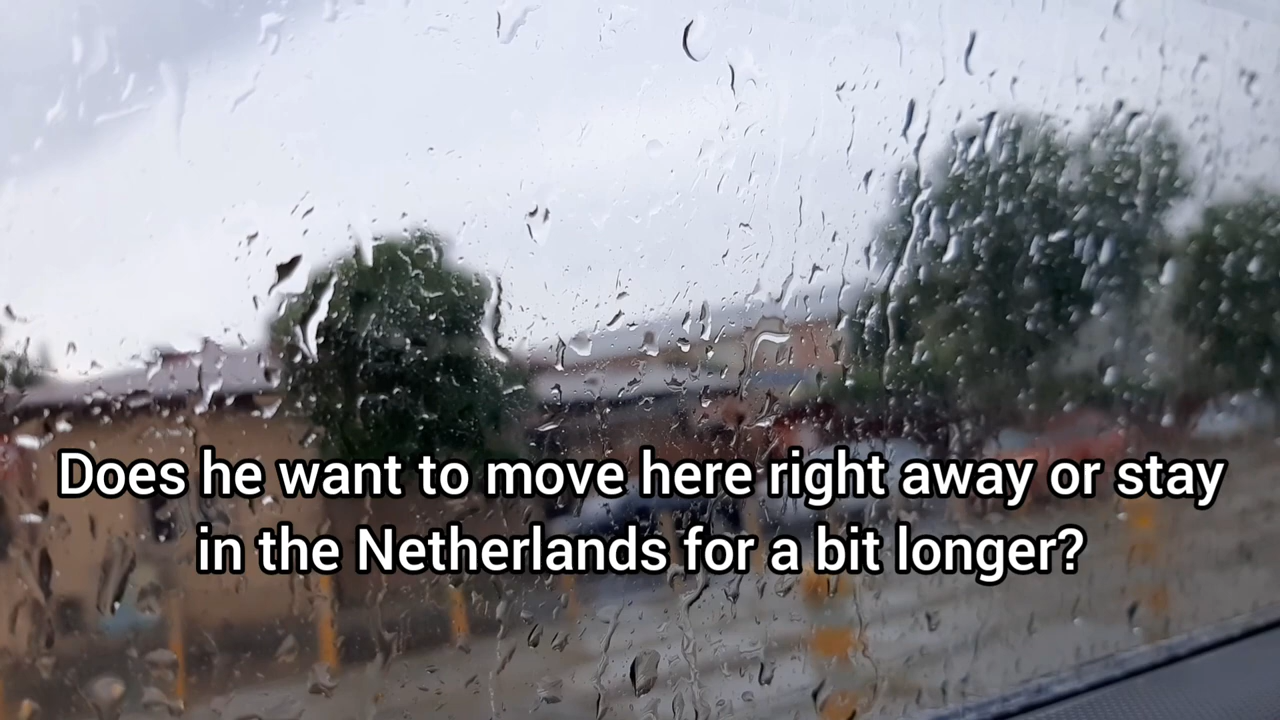 Does he want to move here right away or stay
in the Netherlands for a bit longer?